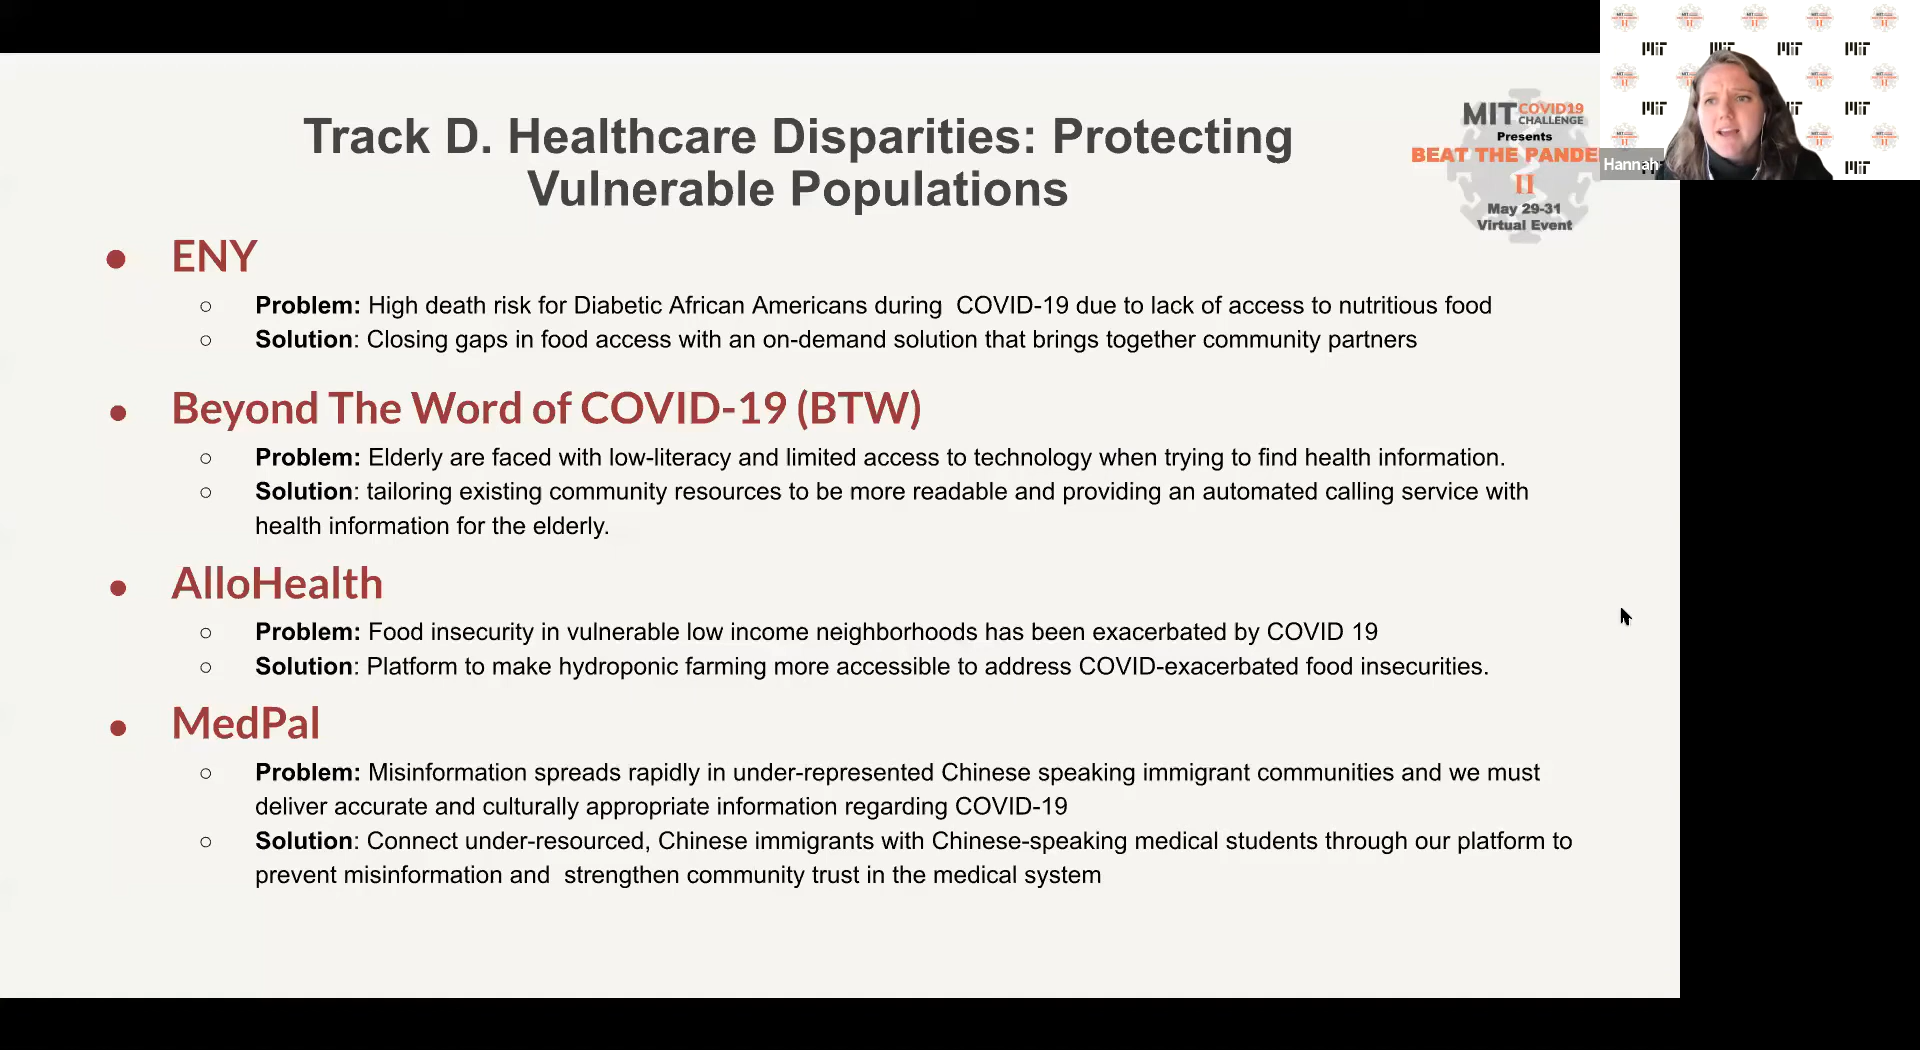 Track D. Healthcare Disparities: Protecting
Vulnerable Populations
MIT COVID19
CHALLENGE
Presents
BEAT THE PANDE
II
May 29-31
Virtual Event
Hannah
MIT MIT MIT MIT
MIT MIT
MIT
● ENY
○ Problem: High death risk for Diabetic African Americans during  COVID-19 due to lack of access to nutritious food
○ Solution: Closing gaps in food access with an on-demand solution that brings together community partners
● Beyond The Word of COVID-19 (BTW)
○ Problem: Elderly are faced with low-literacy and limited access to technology when trying to find health information.
○ Solution: tailoring existing community resources to be more readable and providing an automated calling service with
health information for the elderly.
● AlloHealth
○ Problem: Food insecurity in vulnerable low income neighborhoods has been exacerbated by COVID 19
○ Solution: Platform to make hydroponic farming more accessible to address COVID-exacerbated food insecurities.
● MedPal
○ Problem: Misinformation spreads rapidly in under-represented Chinese speaking immigrant communities and we must
deliver accurate and culturally appropriate information regarding COVID-19
○ Solution: Connect under-resourced, Chinese immigrants with Chinese-speaking medical students through our platform to
prevent misinformation and  strengthen community trust in the medical system